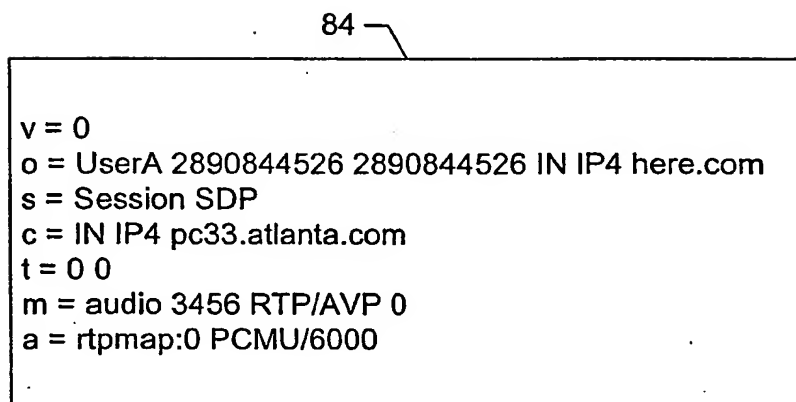 84
v = 0
o = UserA 2890844526 2890844526 IN IP4 here.com
s = Session SDP
c = IN IP4 pc33.atlanta.com
t = 0 0
m = audio 3456 RTP/AVP 0
a = rtpmap:0 PCMU/6000